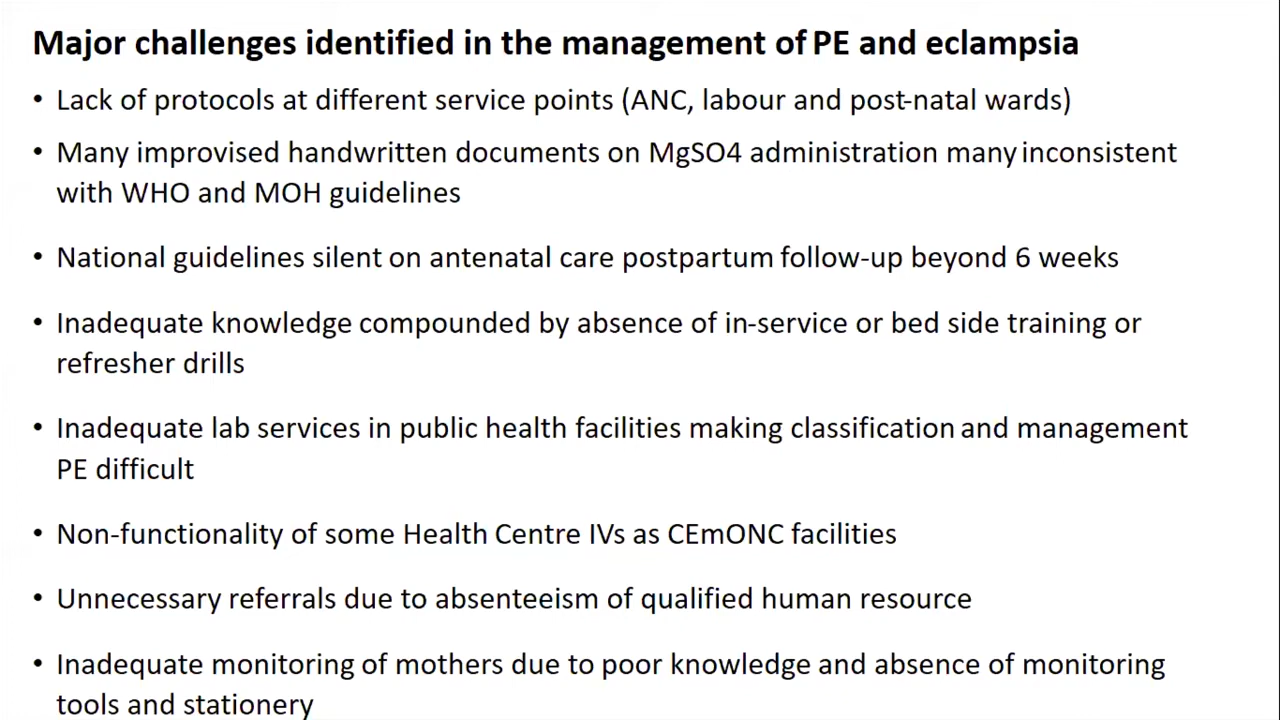 Major challenges identified in the management of PE and eclampsia
• Lack of protocols at different service points (ANC, labour and post-natal wards)
• Many improvised handwritten documents on MgSO4 administration many inconsistent
with WHO and MOH guidelines
• National guidelines silent on antenatal care postpartum follow-up beyond 6 weeks
• Inadequate knowledge compounded by absence of in-service or bed side training or
refresher drills
• Inadequate lab services in public health facilities making classification and management
PE difficult
• Non-functionality of some Health Centre IVs as CEmONC facilities
• Unnecessary referrals due to absenteeism of qualified human resource
• Inadequate monitoring of mothers due to poor knowledge and absence of monitoring
tools and stationery